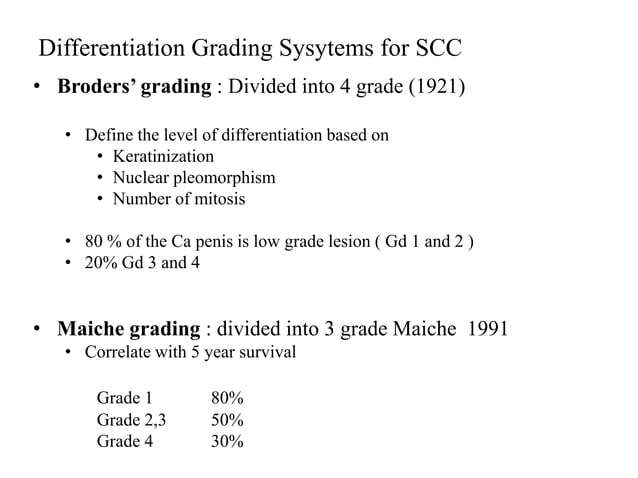 Differentiation Grading Sysytems for SCC
• Broders’ grading : Divided into 4 grade (1921)
• Define the level of differentiation based on
• Keratinization
• Nuclear pleomorphism
• Number of mitosis
• 80 % of the Ca penis is low grade lesion ( Gd 1 and 2 )
• 20% Gd 3 and 4
• Maiche grading : divided into 3 grade Maiche 1991
• Correlate with 5 year survival
Grade 1 80%
Grade 2,3 50%
Grade 4 30%